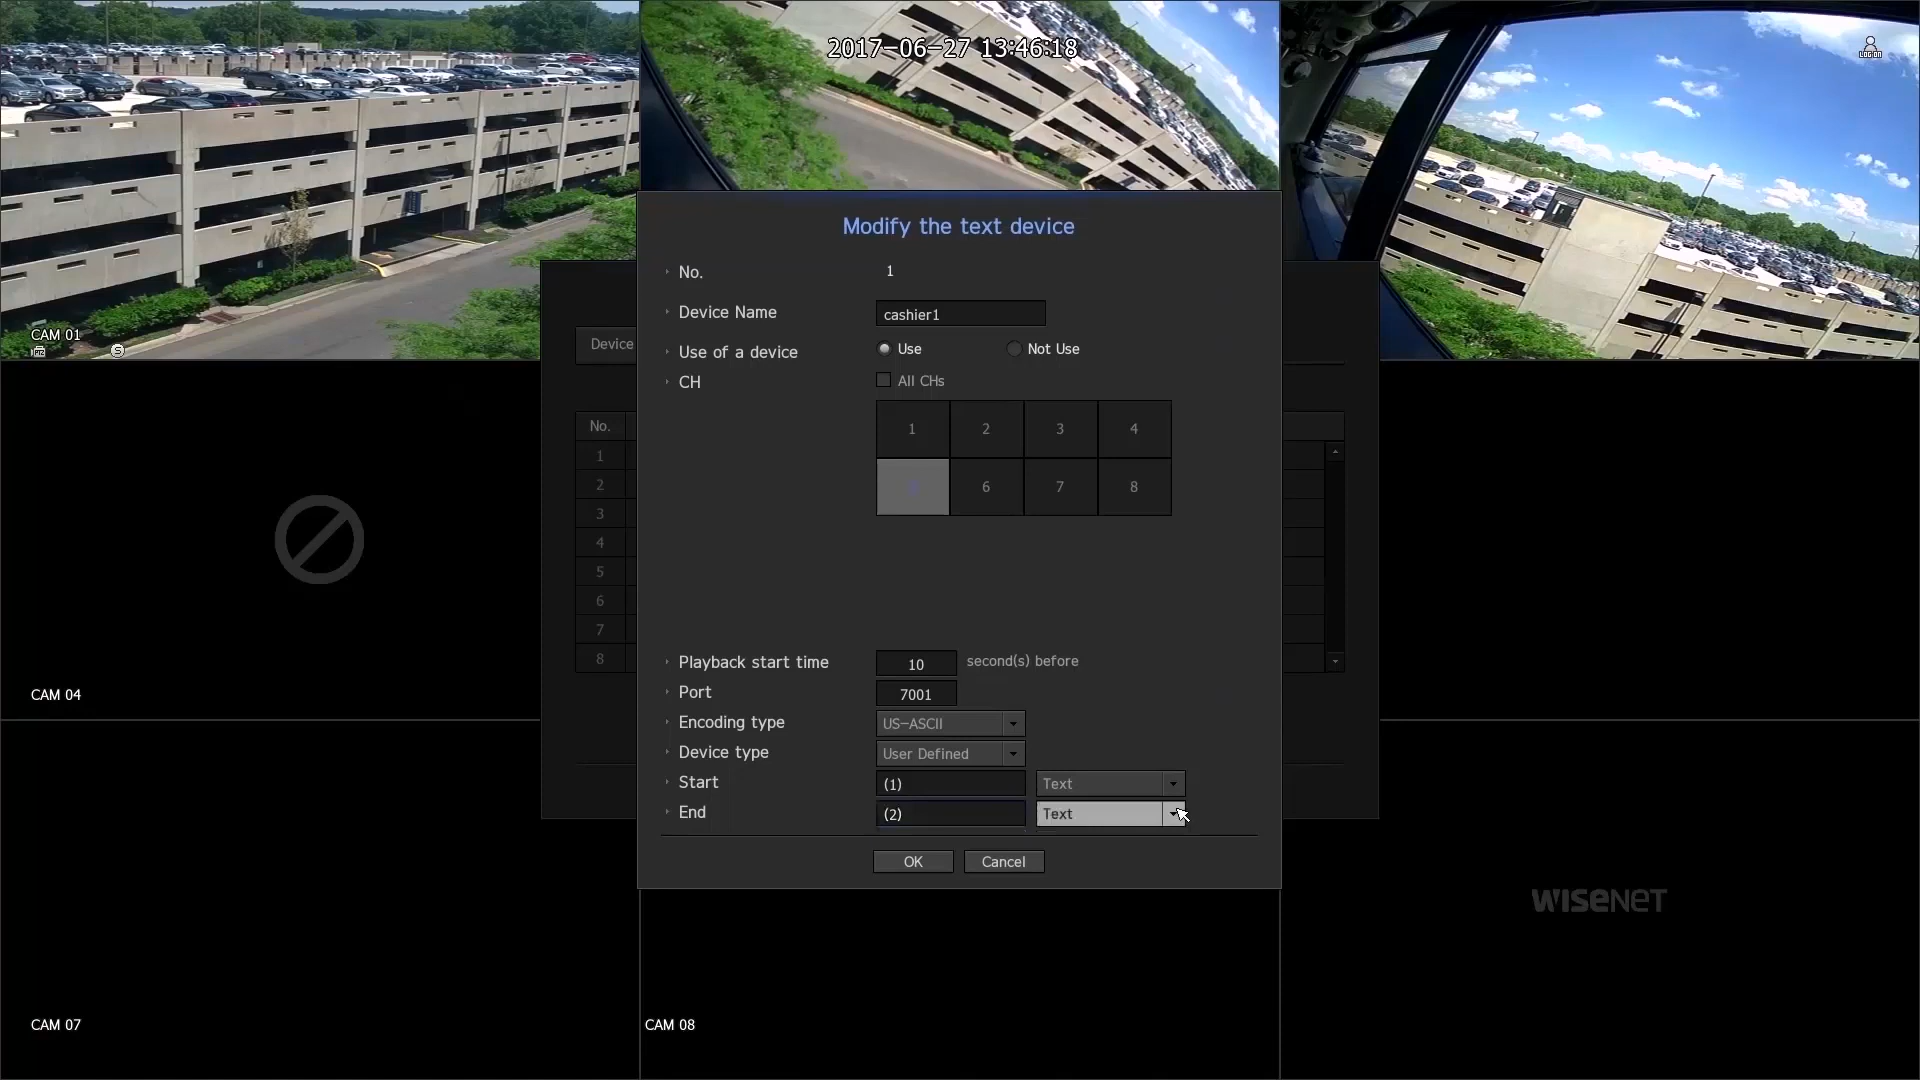 2017-06-27 13:46:18
LOG ON
CAM 01
Modify the text device
No. 1
Device Name cashier1
Use of a device Use Not Use
CH All CHs
1 2 3 4
5 6 7 8
Playback start time 10 second(s) before
Port 7001
Encoding type US-ASCII
Device type User Defined
Start (1) Text
End (2) Text
OK Cancel
Device
No.
1
2
3
4
5
6
7
8
CAM 04
CAM 07
CAM 08
WISENET